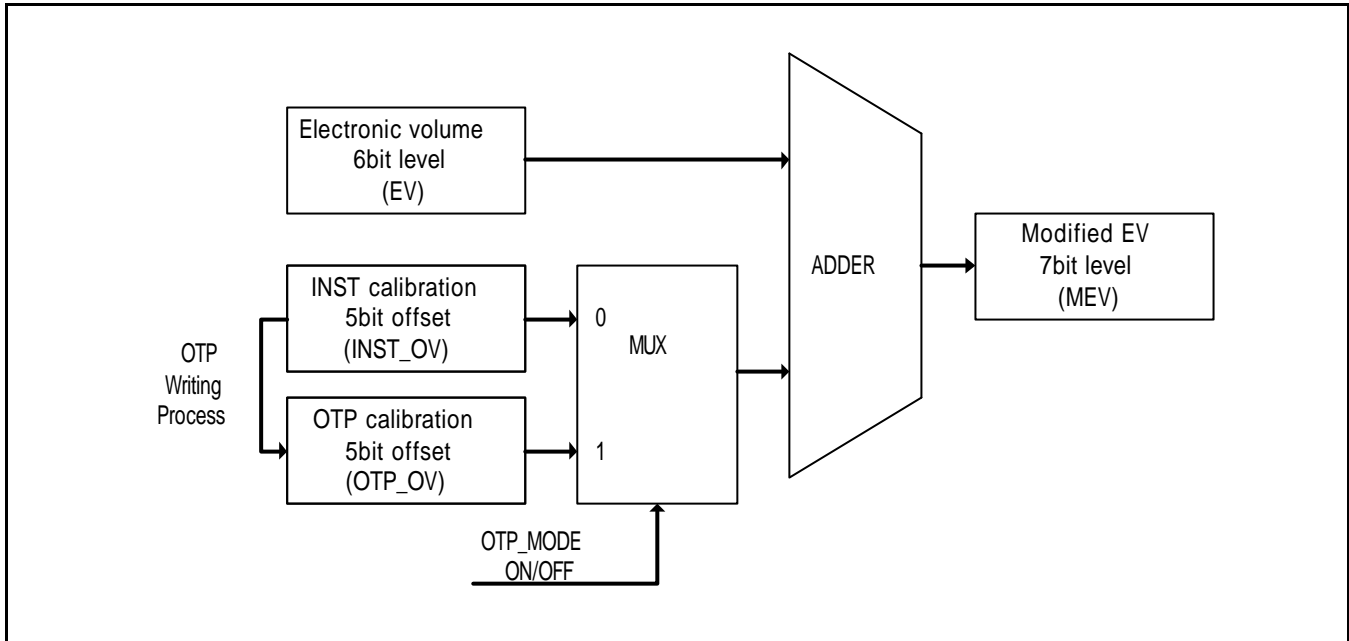 Electronic volume
6bit level
(EV)
INST calibration
5bit offset
(INST_OV)
OTP
Writing
Process
OTP calibration
5bit offset
(OTP_OV)
0
MUX
1
OTP_MODE
ON/OFF
ADDER
Modified EV
7bit level
(MEV)